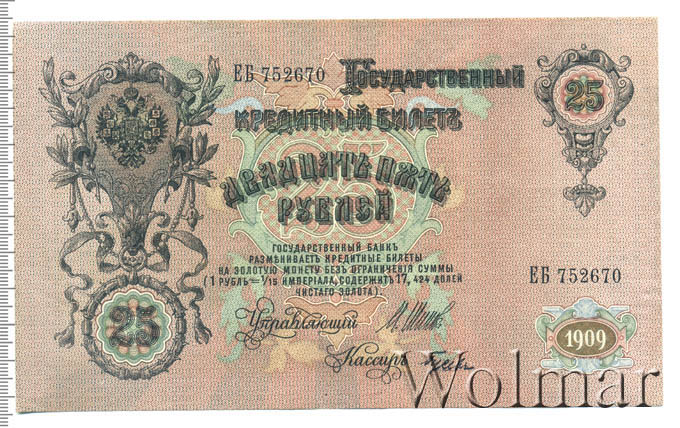 ЕБ 752670
Государственный
Кредитный Билетъ
25
25
Двадцать пять
рублей
ГОСУДАРСТВЕННЫЙ БАНКЪ
РАЗМѢНИВАЕТЪ КРЕДИТНЫЕ БИЛЕТЫ
НА ЗОЛОТУЮ МОНЕТУ БЕЗЪ ОГРАНИЧЕНІЯ СУММЫ
(1 РУБЛЬ = 1/15 ИМПЕРІАЛА, СОДЕРЖИТЪ 17, 424 ДОЛЕЙ
ЧИСТАГО ЗОЛОТА).
ЕБ 752670
25
Управляющій
Кассиръ
1909
Wolmar